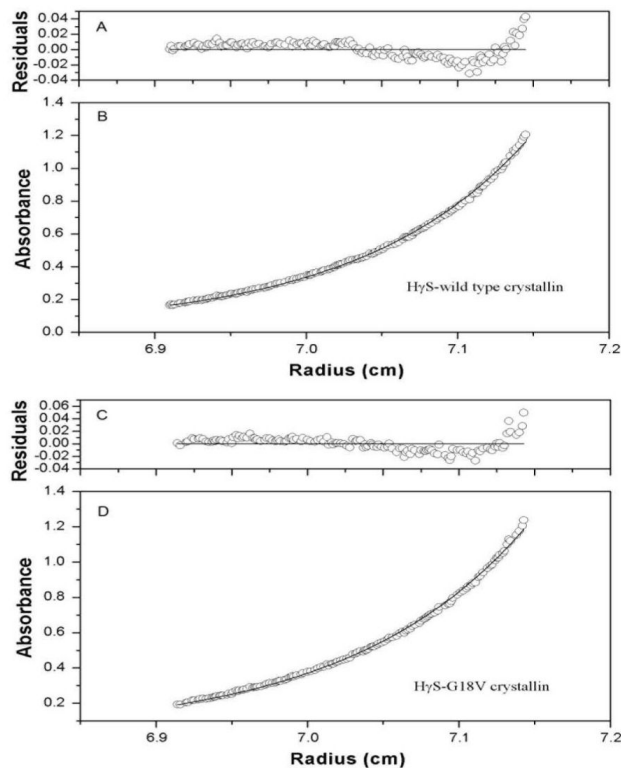 A
Residuals
0.04
0.02
0.00
-0.02
-0.04
B
Absorbance
1.2
1.0
0.8
0.6
0.4
0.2
0.0
HγS-wild type crystallin
6.9 7.0 7.1 7.2
Radius (cm)
C
Residuals
0.06
0.04
0.02
0.00
-0.02
-0.04
D
Absorbance
1.4
1.2
1.0
0.8
0.6
0.4
0.2
HγS-G18V crystallin
6.9 7.0 7.1 7.2
Radius (cm)